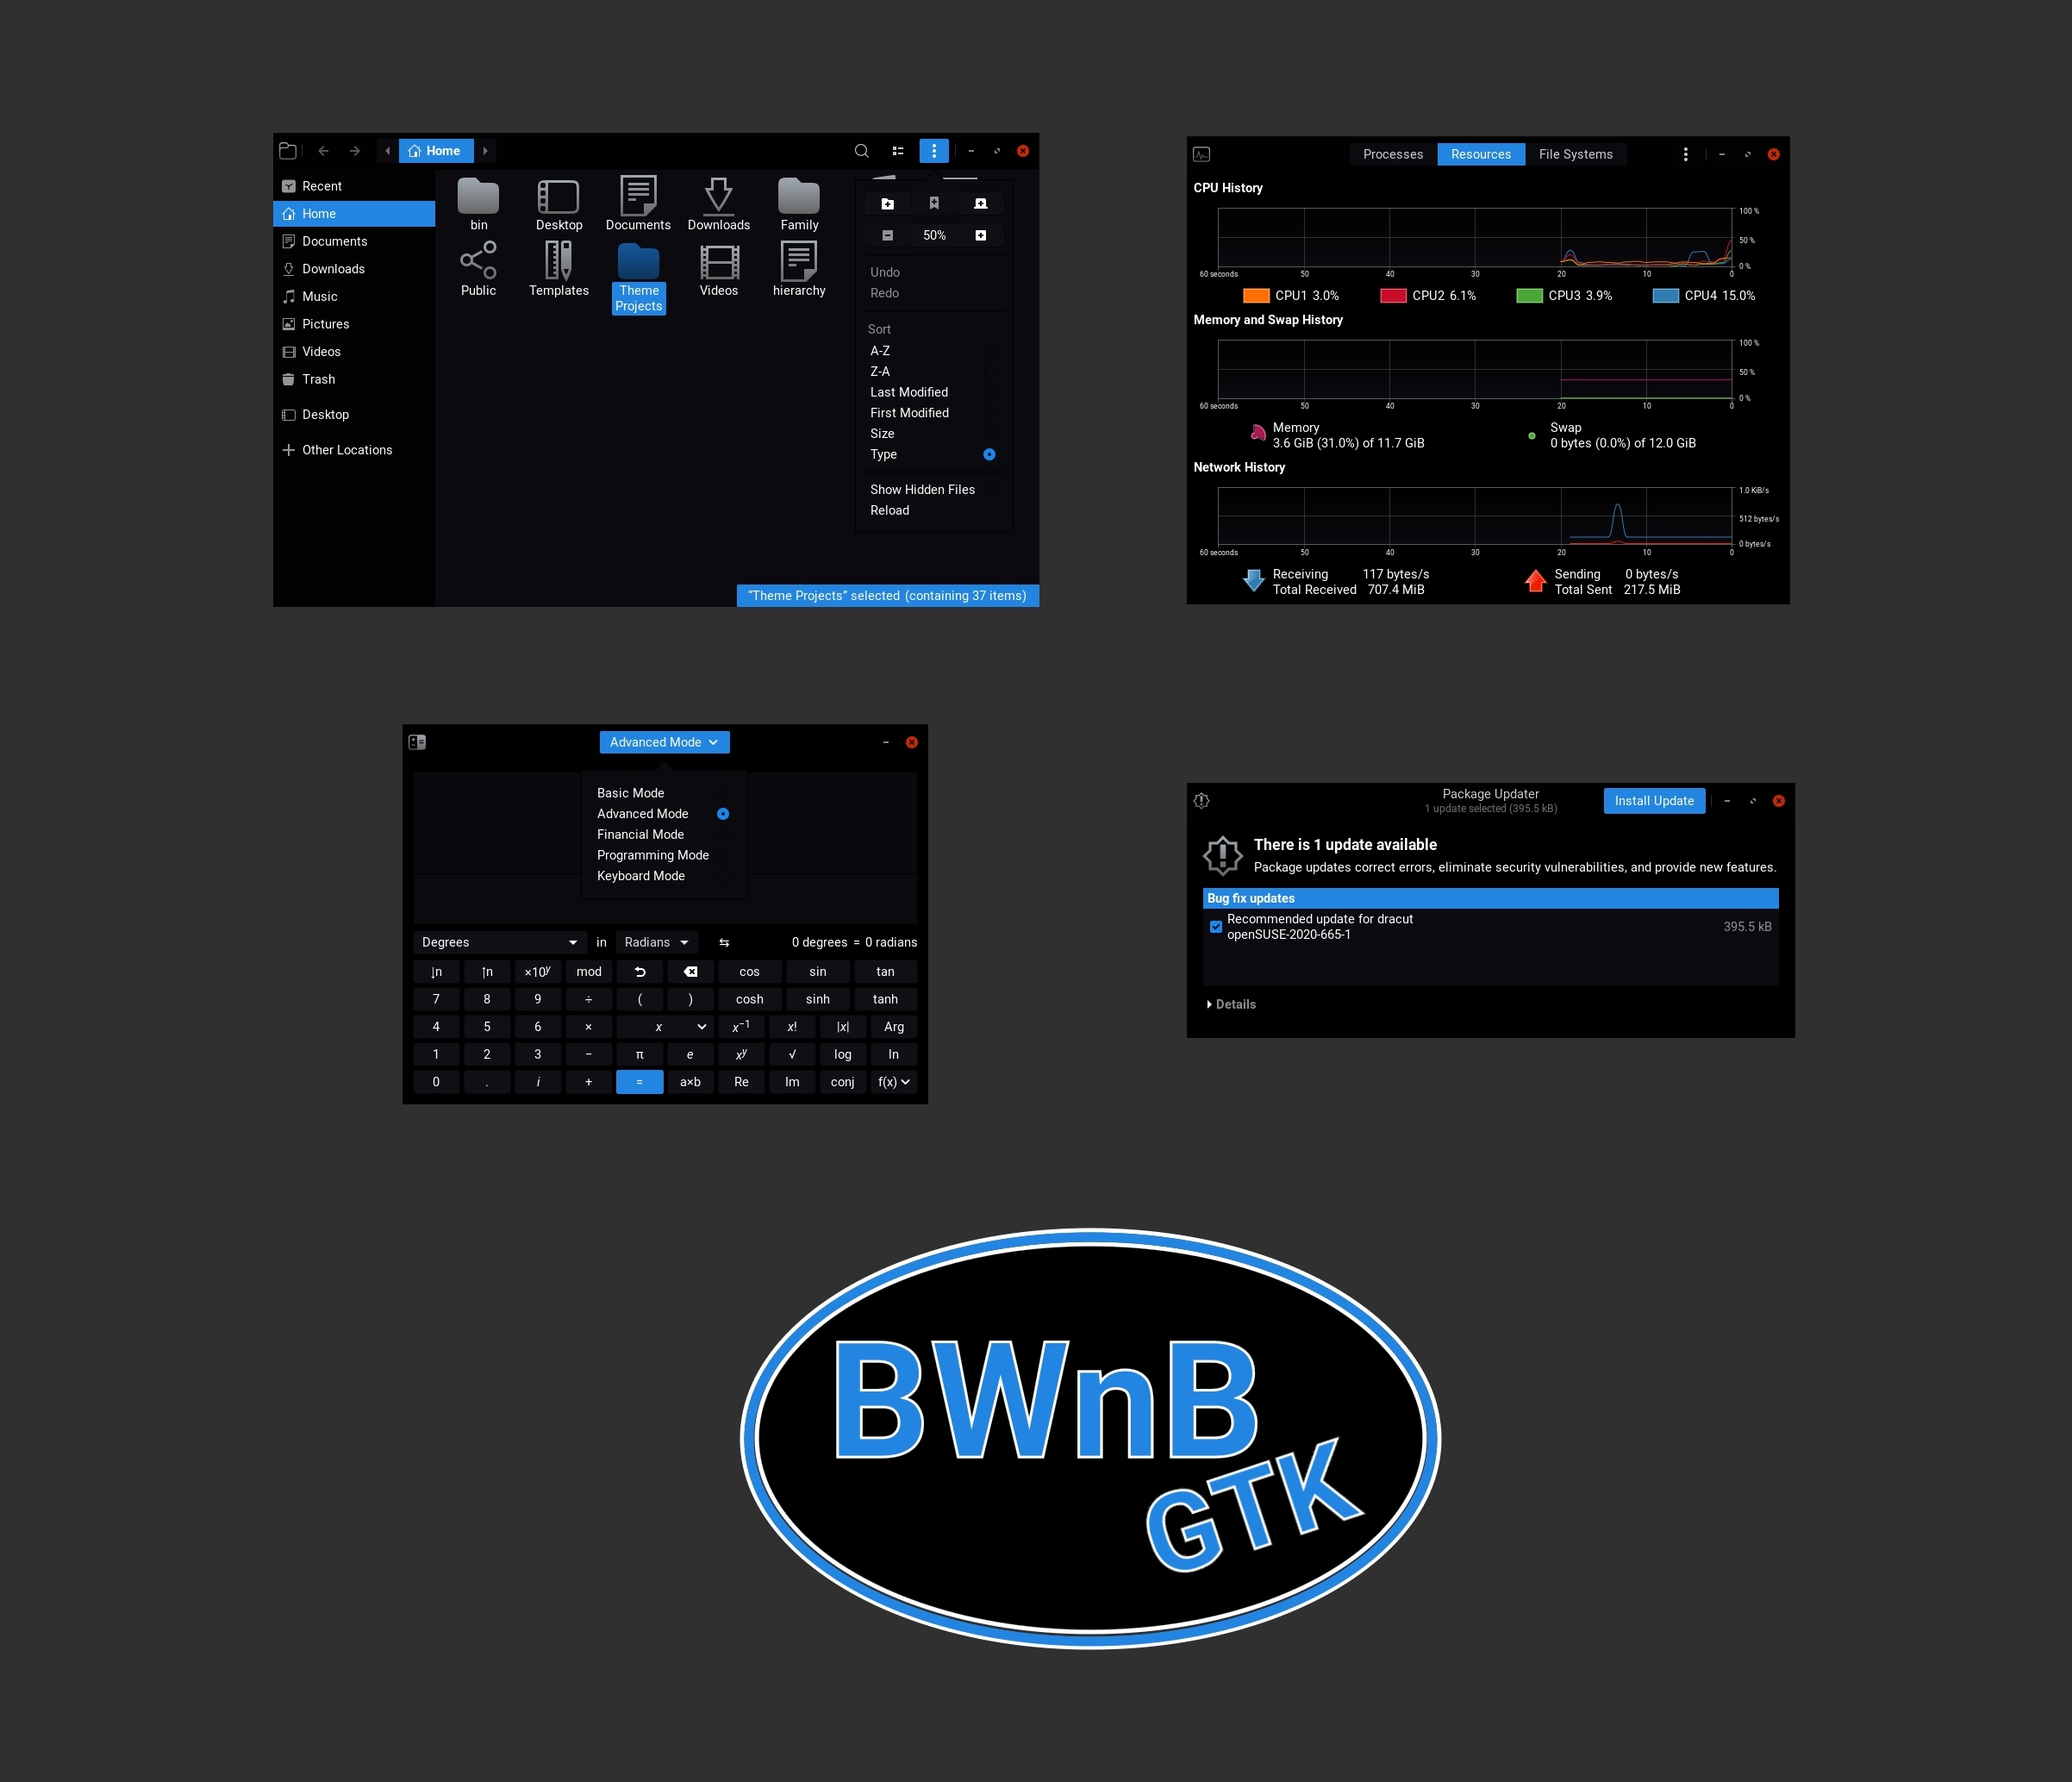 Home
Recent
Home
Documents
Downloads
Music
Pictures
Videos
Trash
Desktop
Other Locations
bin
Desktop
Documents
Downloads
Family
Public
Templates
Theme
Projects
Videos
hierarchy
50%
Undo
Redo
Sort
A-Z
Z-A
Last Modified
First Modified
Size
Type
Show Hidden Files
Reload
“Theme Projects” selected (containing 37 items)
Processes Resources File Systems
CPU History
100 %
50 %
0 %
60 seconds 50 40 30 20 10 0
CPU1 3.0% CPU2 6.1% CPU3 3.9% CPU4 15.0%
Memory and Swap History
100 %
50 %
0 %
60 seconds 50 40 30 20 10 0
Memory
3.6 GiB (31.0%) of 11.7 GiB
Swap
0 bytes (0.0%) of 12.0 GiB
Network History
1.0 KiB/s
512 bytes/s
0 bytes/s
60 seconds 50 40 30 20 10 0
Receiving 117 bytes/s
Total Received 707.4 MiB
Sending 0 bytes/s
Total Sent 217.5 MiB
Advanced Mode
Basic Mode
Advanced Mode
Financial Mode
Programming Mode
Keyboard Mode
Degrees in Radians ⇆ 0 degrees = 0 radians
↓n ↑n ×10ʸ mod cos sin tan
7 8 9 ÷ ( ) cosh sinh tanh
4 5 6 × x x⁻¹ x! |x| Arg
1 2 3 − π e xʸ √ log ln
0 . i + = a×b Re Im conj f(x)
Package Updater
1 update selected (395.5 kB)
Install Update
There is 1 update available
Package updates correct errors, eliminate security vulnerabilities, and provide new features.
Bug fix updates
Recommended update for dracut
openSUSE-2020-665-1
395.5 kB
Details
BWnB
GTK